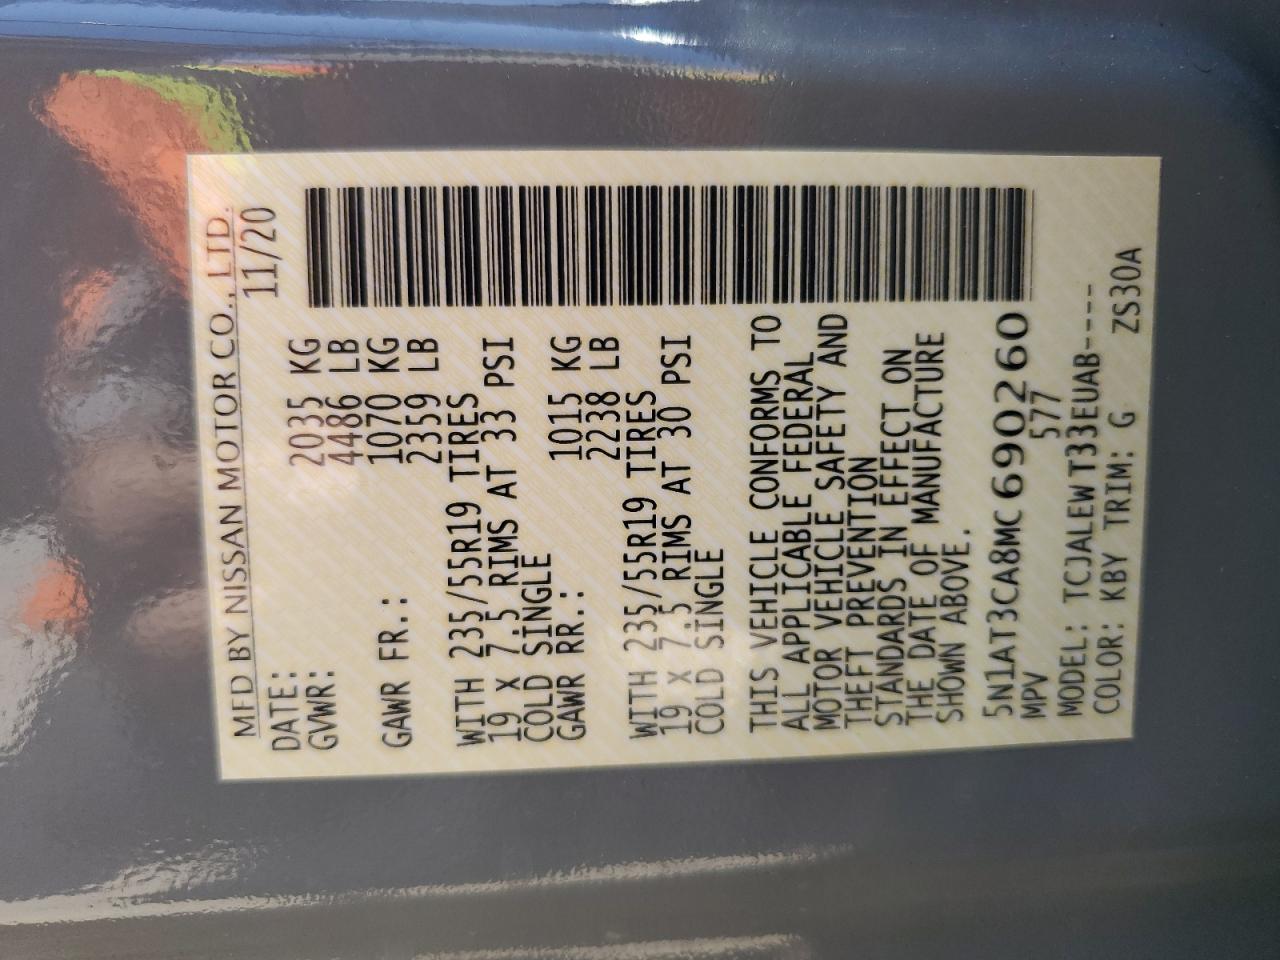 MFD BY NISSAN MOTOR CO., LTD.
DATE: 11/20
GVWR: 2035 KG
4486 LB
GAWR FR.: 1070 KG
2359 LB
WITH 235/55R19 TIRES
19 X 7.5 RIMS AT 33 PSI
COLD SINGLE
GAWR RR.: 1015 KG
2238 LB
WITH 235/55R19 TIRES
19 X 7.5 RIMS AT 30 PSI
COLD SINGLE
THIS VEHICLE CONFORMS TO
ALL APPLICABLE FEDERAL
MOTOR VEHICLE SAFETY AND
THEFT PREVENTION
STANDARDS IN EFFECT ON
THE DATE OF MANUFACTURE
SHOWN ABOVE.
5N1AT3CA8MC690260
MPV 577
MODEL: TCJALEWT33EUAB----
COLOR: KBY TRIM: G ZS30A